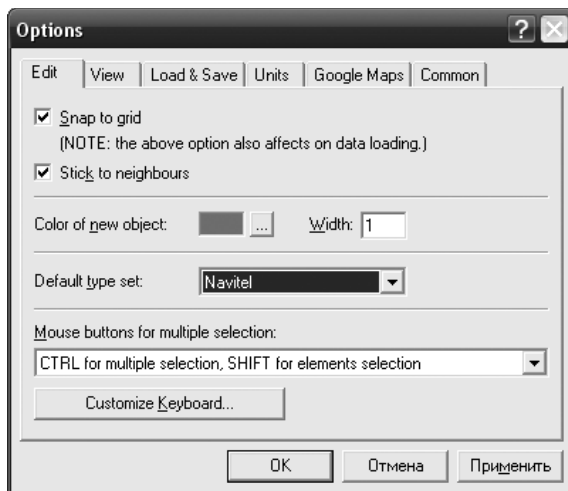 Options
Edit View Load & Save Units Google Maps Common
Snap to grid
(NOTE: the above option also affects on data loading.)
Stick to neighbours
Color of new object: ... Width: 1
Default type set: Navitel
Mouse buttons for multiple selection:
CTRL for multiple selection, SHIFT for elements selection
Customize Keyboard...
OK Отмена Применить